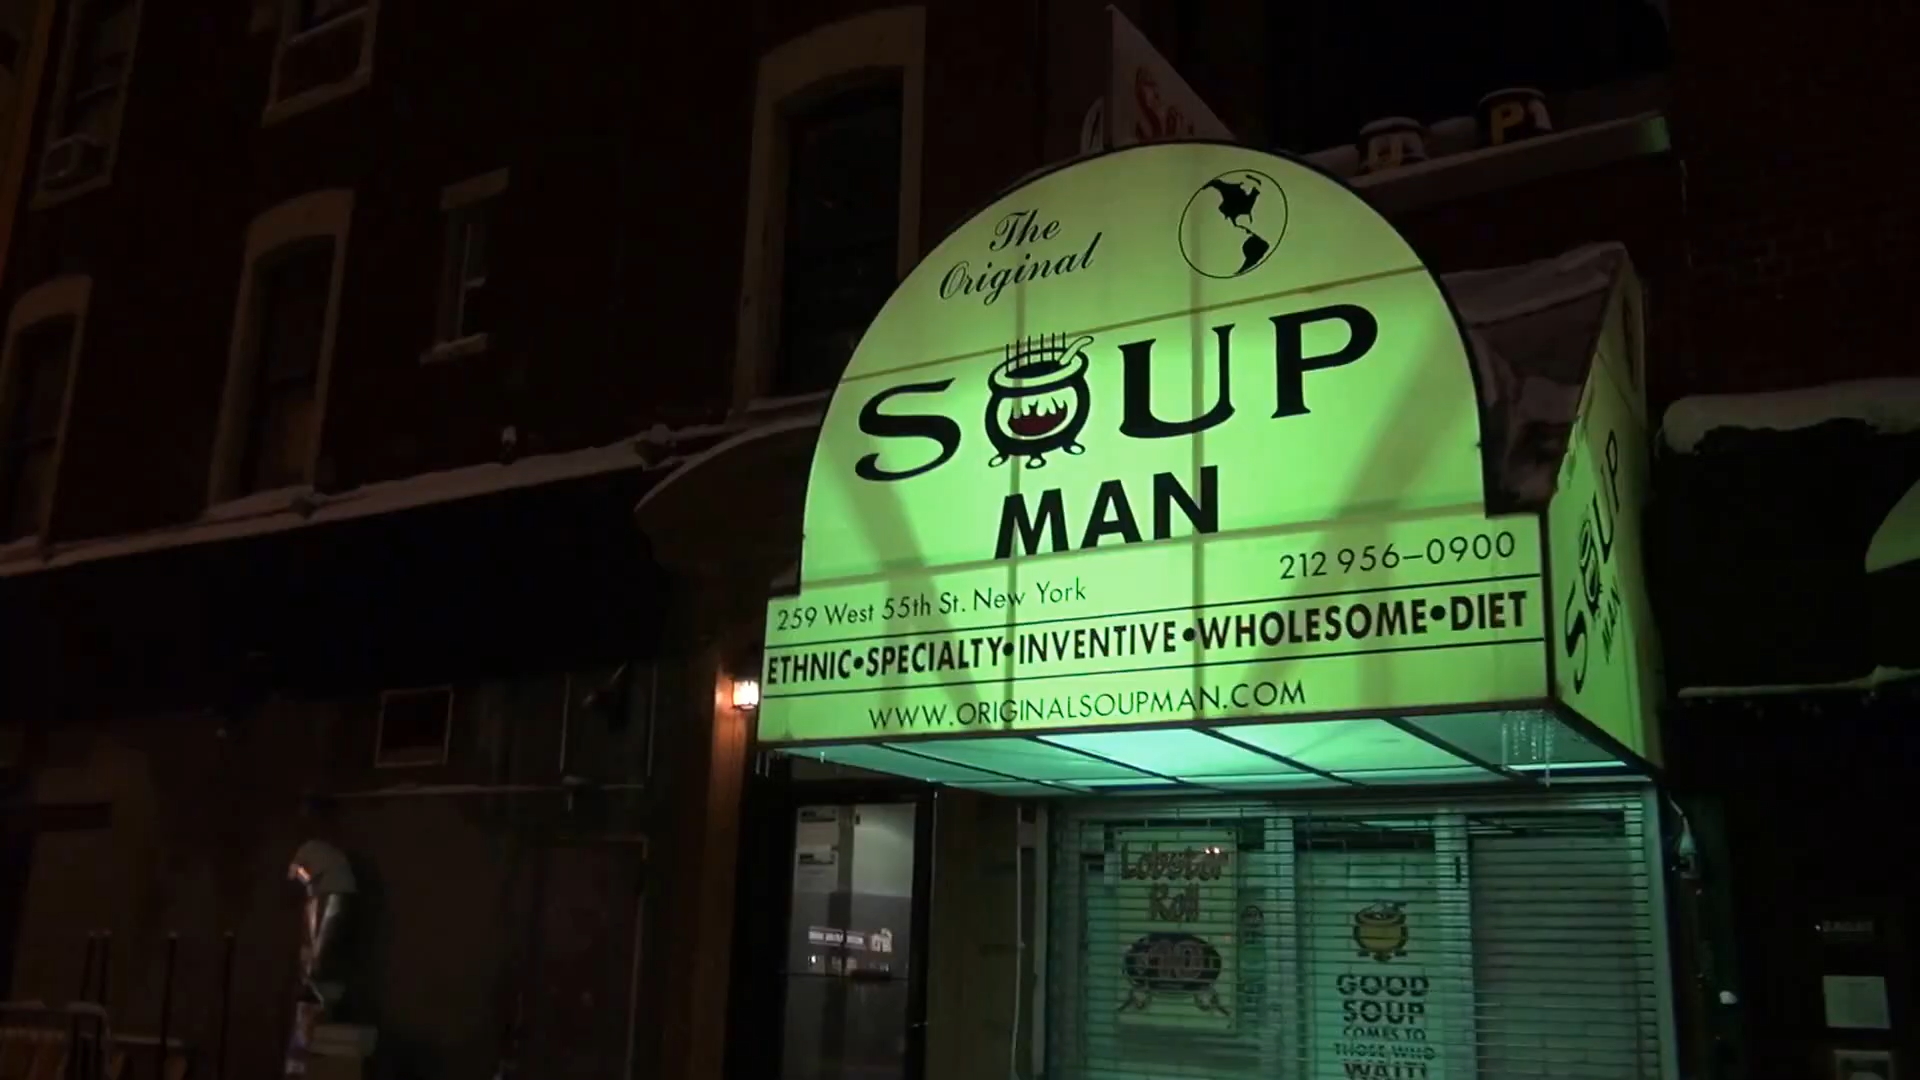 The
Original
SOUP
MAN
212 956-0900
259 West 55th St. New York
ETHNIC•SPECIALTY•INVENTIVE•WHOLESOME•DIET
WWW.ORIGINALSOUPMAN.COM
SOUP
MAN
Lobster
Roll
GOOD
SOUP
COMES TO
THOSE WHO
WAIT!